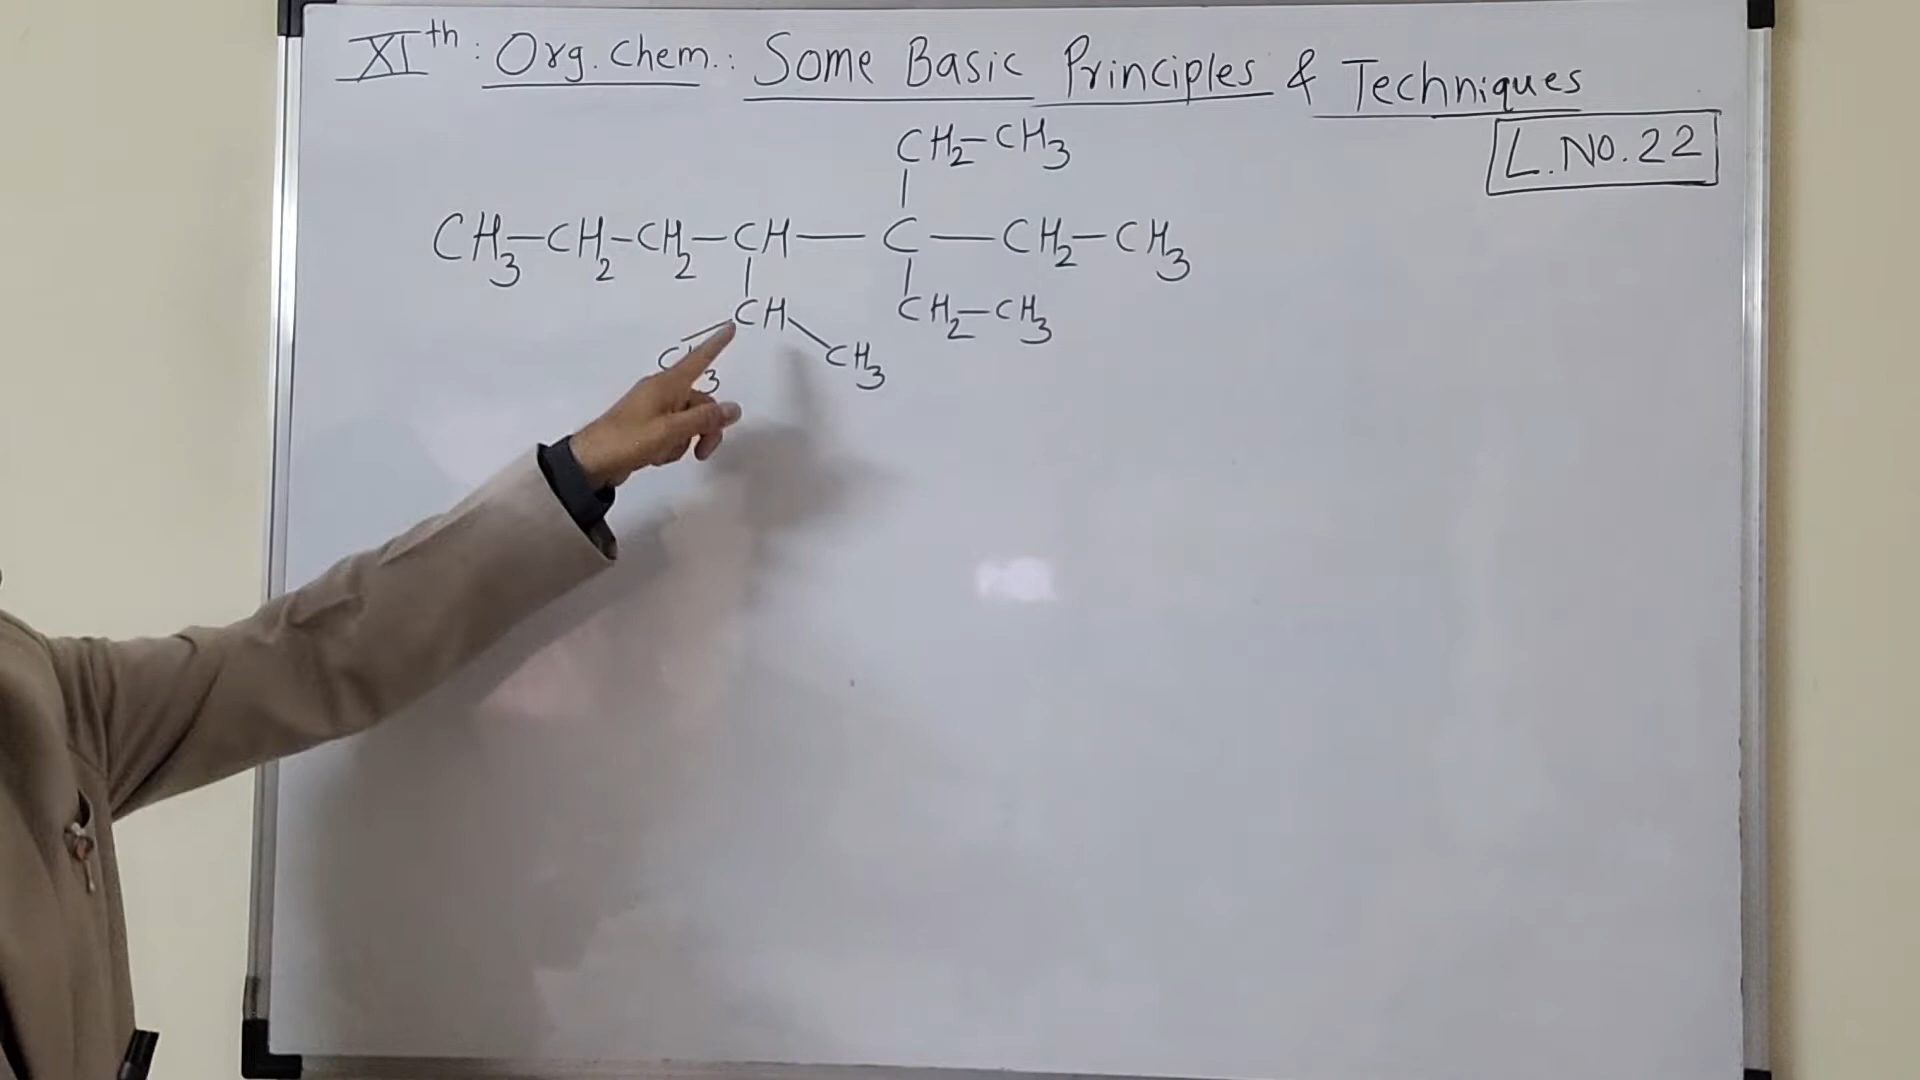 XIth : Org. Chem. : Some Basic Principles & Techniques
L. No. 22
CH2-CH3
CH3-CH2-CH2-CH-C-CH2-CH3
CH CH2-CH3
CH3